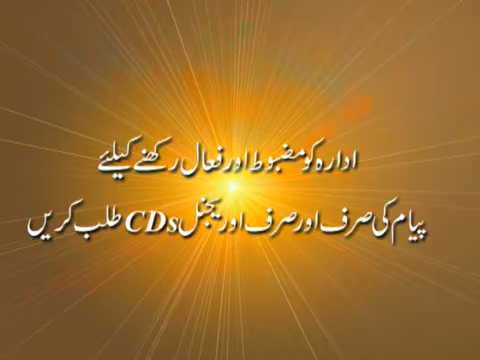 ادارہ کو مضبوط اور فعال رکھنے کیلئے
پیام کی صرف اور صرف اوریجنل CDs طلب کریں